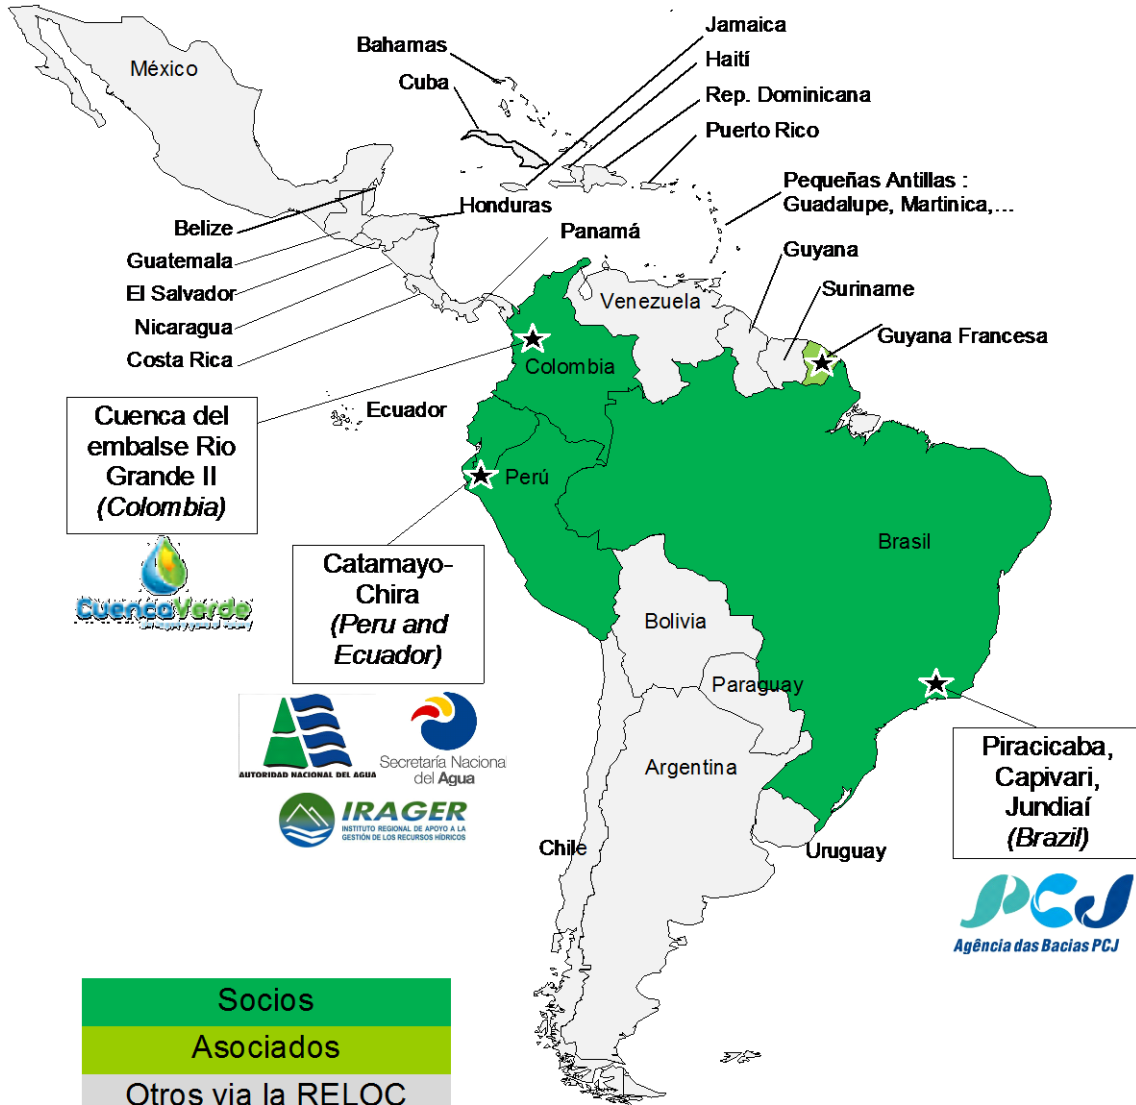 México
Bahamas
Cuba
Jamaica
Haití
Rep. Dominicana
Puerto Rico
Pequeñas Antillas :
Guadalupe, Martinica,...
Belize
Honduras
Guatemala
El Salvador
Nicaragua
Costa Rica
Panamá
Venezuela
Guyana
Suriname
Guyana Francesa
Colombia
Ecuador
Perú
Brasil
Bolivia
Paraguay
Argentina
Chile
Uruguay
Cuenca del
embalse Rio
Grande II
(Colombia)
CuencaVerde
Catamayo-
Chira
(Peru and
Ecuador)
AUTORIDAD NACIONAL DEL AGUA
Secretaría Nacional
del Agua
IRAGER
INSTITUTO REGIONAL DE APOYO A LA
GESTIÓN DE LOS RECURSOS HÍDRICOS
Piracicaba,
Capivari,
Jundiaí
(Brazil)
PCJ
Agência das Bacias PCJ
Socios
Asociados
Otros via la RELOC